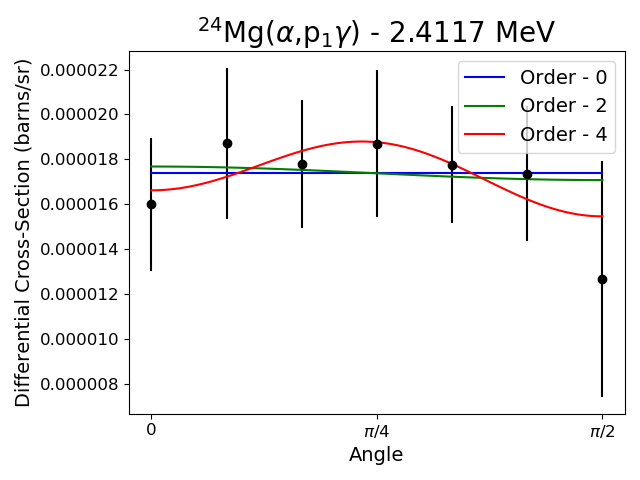 ²⁴Mg(α,p₁γ) - 2.4117 MeV
Differential Cross-Section (barns/sr)
0.000022
0.000020
0.000018
0.000016
0.000014
0.000012
0.000010
0.000008
Order - 0
Order - 2
Order - 4
0 π/4 π/2
Angle